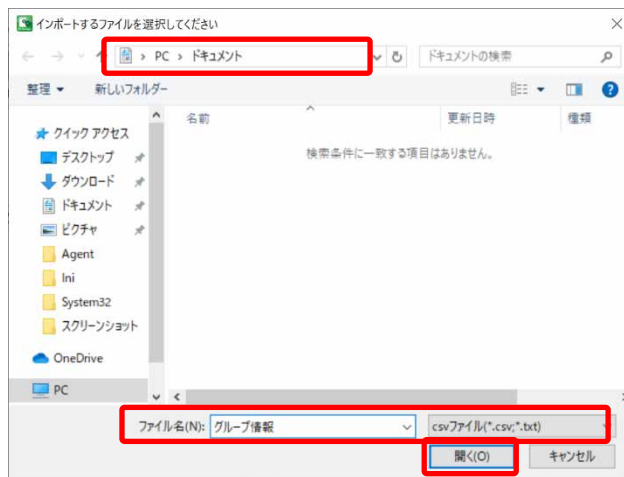 インポートするファイルを選択してください
PC › ドキュメント
ドキュメントの検索
整理
新しいフォルダー
名前
更新日時
種類
検索条件に一致する項目はありません。
クイック アクセス
デスクトップ
ダウンロード
ドキュメント
ピクチャ
Agent
Ini
System32
スクリーンショット
OneDrive
PC
ファイル名(N): グループ情報
csvファイル(*.csv;*.txt)
開く(O)
キャンセル